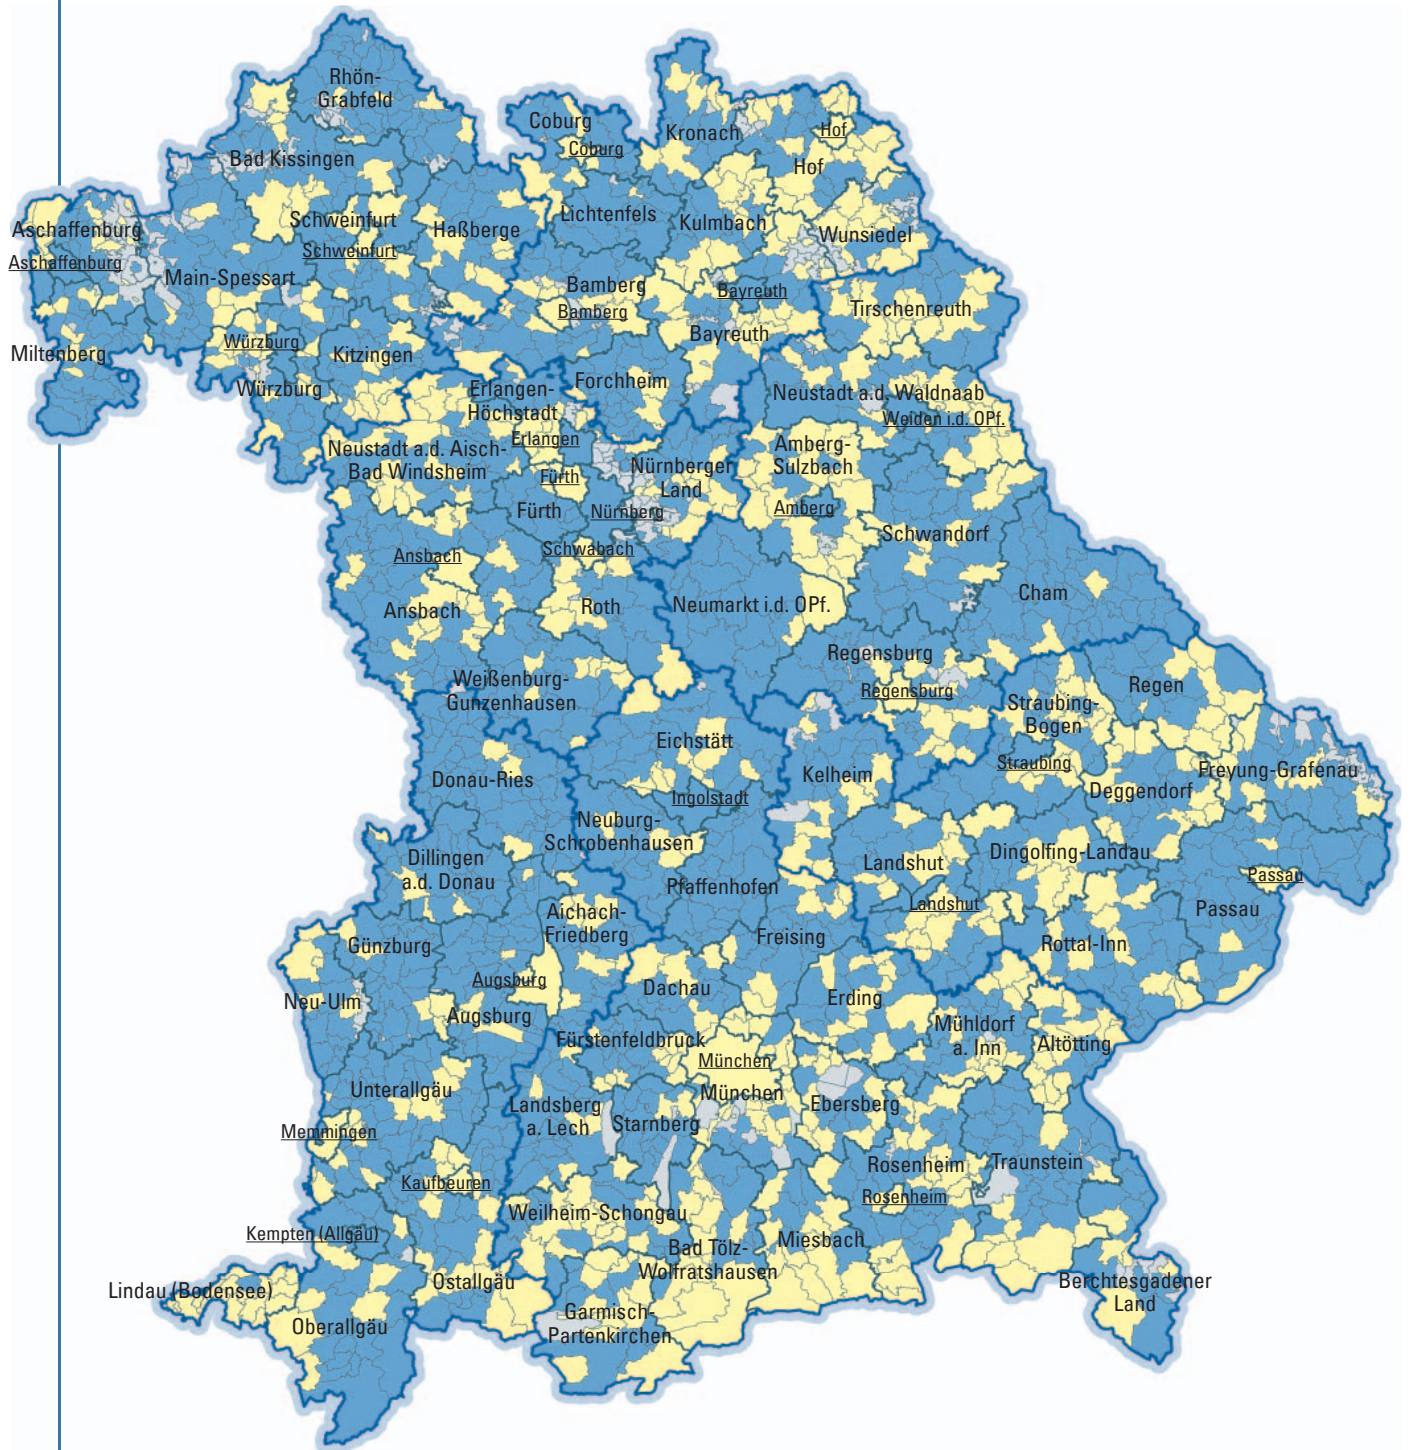 Rhön-
Grabfeld
Coburg
Coburg
Kronach
Hof
Hof
Bad Kissingen
Lichtenfels
Kulmbach
Wunsiedel
Schweinfurt
Schweinfurt
Haßberge
Aschaffenburg
Aschaffenburg
Main-Spessart
Bamberg
Bamberg
Bayreuth
Bayreuth
Tirschenreuth
Miltenberg
Würzburg
Würzburg
Kitzingen
Forchheim
Erlangen-
Höchstadt
Erlangen
Neustadt a.d. Waldnaab
Weiden i.d. OPf.
Neustadt a.d. Aisch-
Bad Windsheim
Fürth
Fürth
Nürnberg
Nürnberger
Land
Amberg-
Sulzbach
Amberg
Schwandorf
Ansbach
Ansbach
Schwabach
Roth
Neumarkt i.d. OPf.
Cham
Regensburg
Regensburg
Weißenburg-
Gunzenhausen
Straubing-
Bogen
Straubing
Regen
Eichstätt
Ingolstadt
Kelheim
Deggendorf
Freyung-Grafenau
Donau-Ries
Neuburg-
Schrobenhausen
Dillingen
a.d. Donau
Pfaffenhofen
Landshut
Landshut
Dingolfing-Landau
Passau
Passau
Rottal-Inn
Aichach-
Friedberg
Freising
Günzburg
Neu-Ulm
Augsburg
Augsburg
Dachau
Erding
Mühldorf
a. Inn
Altötting
Fürstenfeldbruck
München
München
Ebersberg
Unterallgäu
Memmingen
Landsberg
a. Lech
Starnberg
Rosenheim
Rosenheim
Traunstein
Kaufbeuren
Kempten (Allgäu)
Weilheim-Schongau
Bad Tölz-
Wolfratshausen
Miesbach
Berchtesgadener
Land
Lindau (Bodensee)
Oberallgäu
Ostallgäu
Garmisch-
Partenkirchen